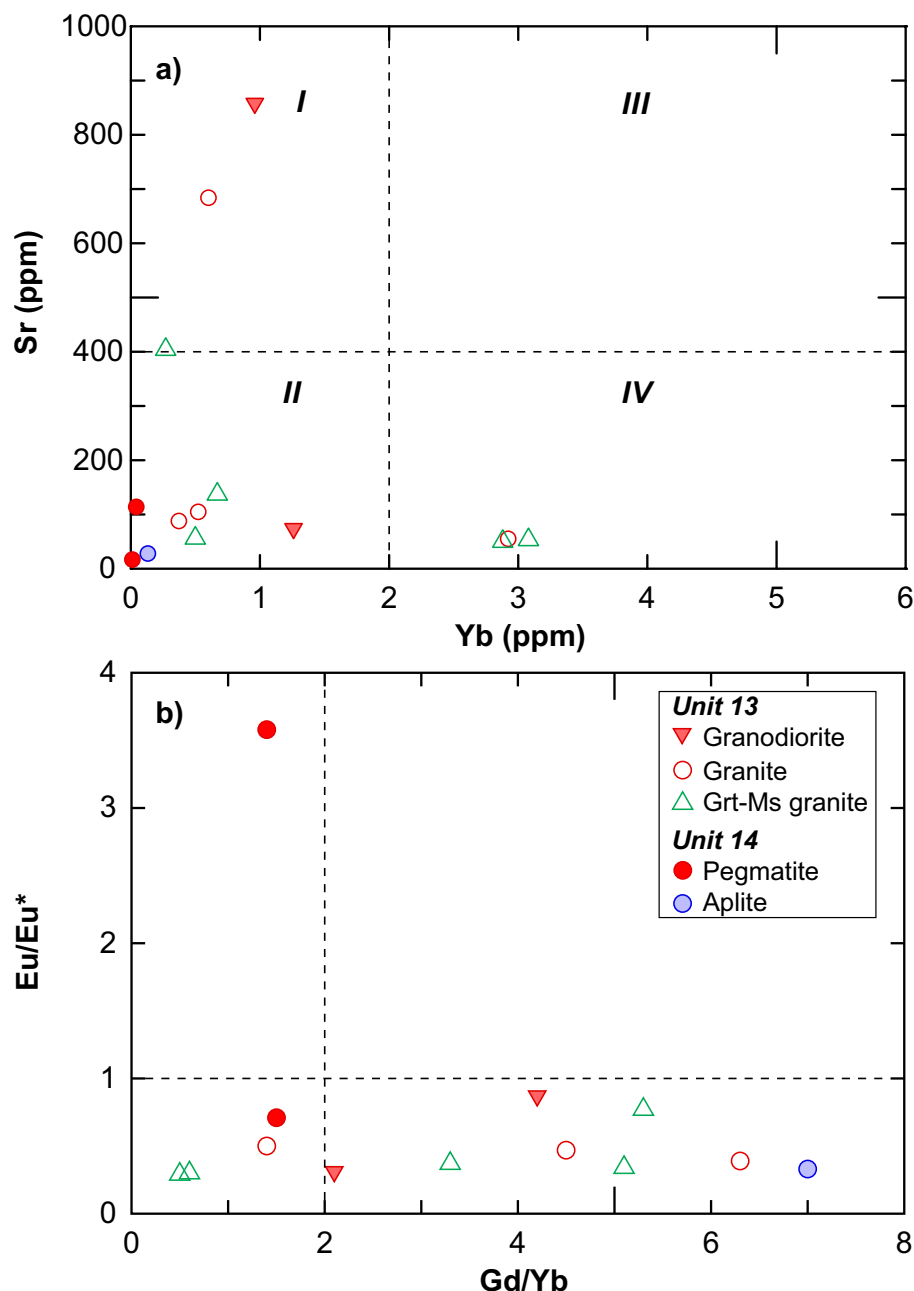 1000
a)
I
III
800
600
Sr (ppm)
400
II
IV
200
0
0 1 2 3 4 5 6
Yb (ppm)
4
b)
Unit 13
Granodiorite
Granite
Grt-Ms granite
Unit 14
Pegmatite
Aplite
3
Eu/Eu*
2
1
0
0 2 4 6 8
Gd/Yb